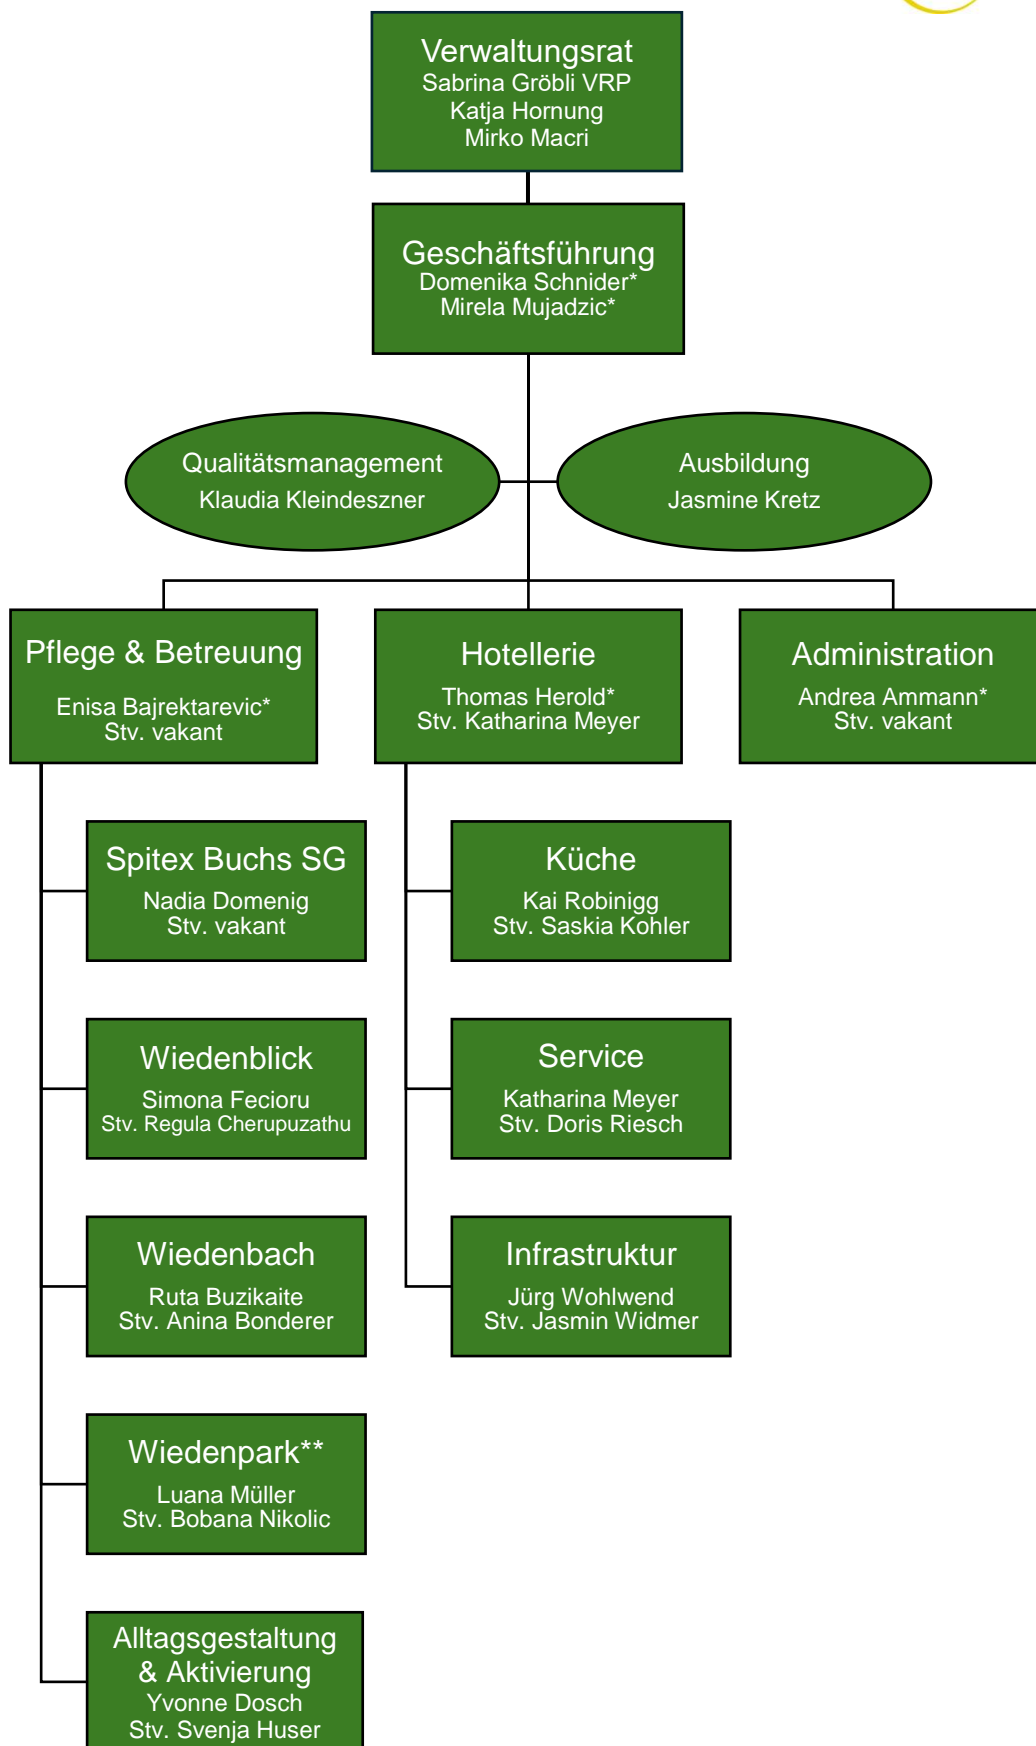 Verwaltungsrat
Sabrina Gröbli VRP
Katja Hornung
Mirko Macri
Geschäftsführung
Domenika Schnider*
Mirela Mujadzic*
Qualitätsmanagement
Klaudia Kleindeszner
Ausbildung
Jasmine Kretz
Pflege & Betreuung
Enisa Bajrektarevic*
Stv. vakant
Hotellerie
Thomas Herold*
Stv. Katharina Meyer
Administration
Andrea Ammann*
Stv. vakant
Spitex Buchs SG
Nadia Domenig
Stv. vakant
Küche
Kai Robinigg
Stv. Saskia Kohler
Wiedenblick
Simona Fecioru
Stv. Regula Cherupuzathu
Service
Katharina Meyer
Stv. Doris Riesch
Wiedenbach
Ruta Buzikaite
Stv. Anina Bonderer
Infrastruktur
Jürg Wohlwend
Stv. Jasmin Widmer
Wiedenpark**
Luana Müller
Stv. Bobana Nikolic
Alltagsgestaltung
& Aktivierung
Yvonne Dosch
Stv. Svenja Huser